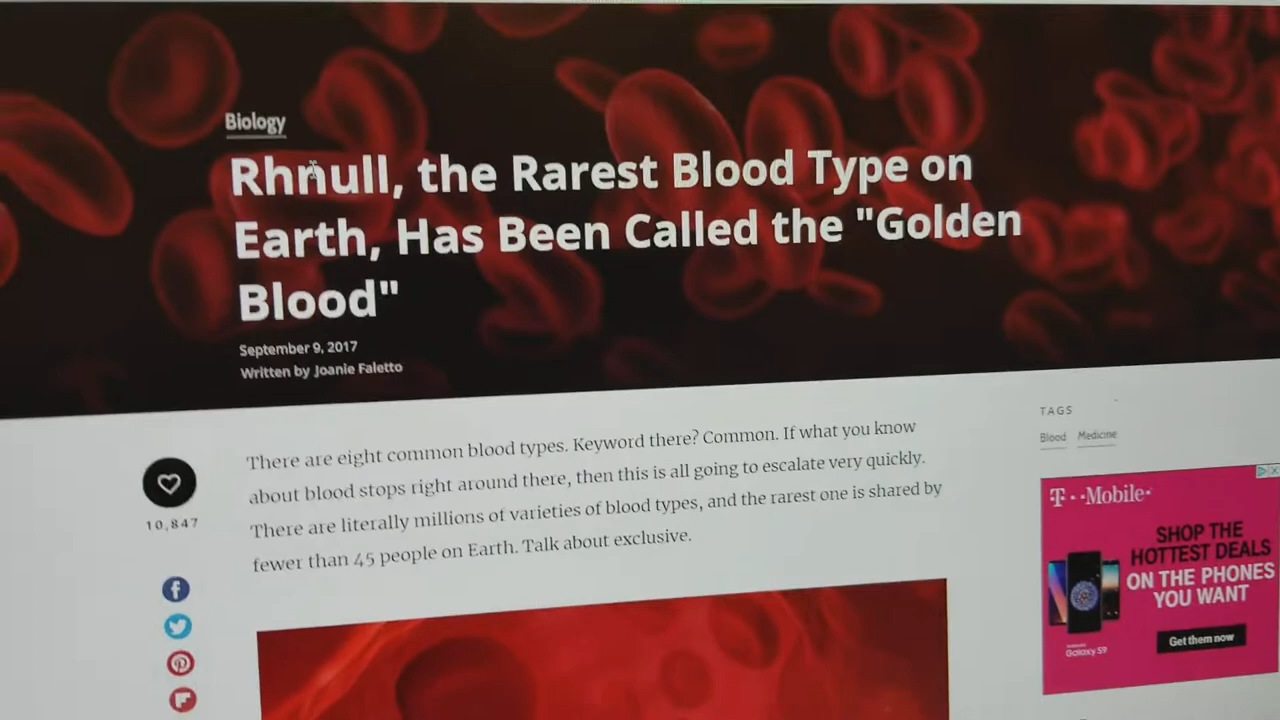 Biology
Rhnull, the Rarest Blood Type on
Earth, Has Been Called the "Golden
Blood"
September 9, 2017
Written by Joanie Faletto
There are eight common blood types. Keyword there? Common. If what you know
about blood stops right around there, then this is all going to escalate very quickly.
There are literally millions of varieties of blood types, and the rarest one is shared by
fewer than 45 people on Earth. Talk about exclusive.
10,847
TAGS
Blood Medicine
T-Mobile
SHOP THE
HOTTEST DEALS
ON THE PHONES
YOU WANT
Get them now
SAMSUNG
Galaxy S9